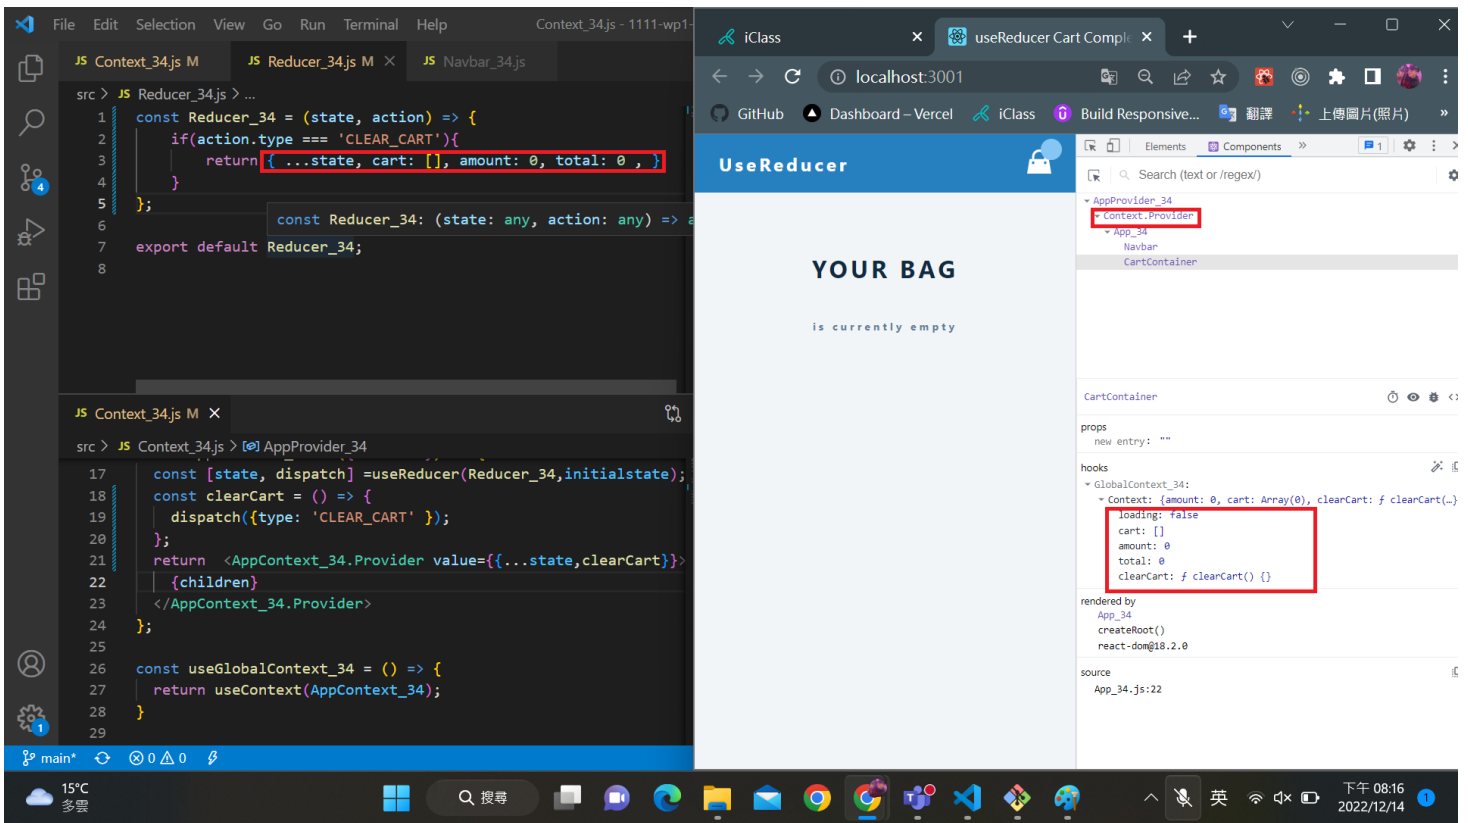 File Edit Selection View Go Run Terminal Help Context_34.js - 1111-wp1-
JS Context_34.js M JS Reducer_34.js M JS Navbar_34.js
src > JS Reducer_34.js > ...
1 const Reducer_34 = (state, action) => {
2 if(action.type === 'CLEAR_CART'){
3 return { ...state, cart: [], amount: 0, total: 0 , }
4 }
5 };
6
const Reducer_34: (state: any, action: any) => a
7 export default Reducer_34;
8
JS Context_34.js M
src > JS Context_34.js > AppProvider_34
17 const [state, dispatch] =useReducer(Reducer_34,initialstate);
18 const clearCart = () => {
19 dispatch({type: 'CLEAR_CART' });
20 };
21 return <AppContext_34.Provider value={{...state,clearCart}}>
22 {children}
23 </AppContext_34.Provider>
24 };
25
26 const useGlobalContext_34 = () => {
27 return useContext(AppContext_34);
28 }
29
4
1
main* 0 0
iClass useReducer Cart Comple
localhost:3001
GitHub Dashboard – Vercel iClass Build Responsive... 翻譯 上傳圖片(照片) »
UseReducer
YOUR BAG
is currently empty
Elements Components » 1
Search (text or /regex/)
AppProvider_34
Context.Provider
App_34
Navbar
CartContainer
CartContainer
props
new entry: ""
hooks
GlobalContext_34:
Context: {amount: 0, cart: Array(0), clearCart: ƒ clearCart(…}
loading: false
cart: []
amount: 0
total: 0
clearCart: ƒ clearCart() {}
rendered by
App_34
createRoot()
react-dom@18.2.0
source
App_34.js:22
15°C
多雲
搜尋
英
下午 08:16
2022/12/14
1